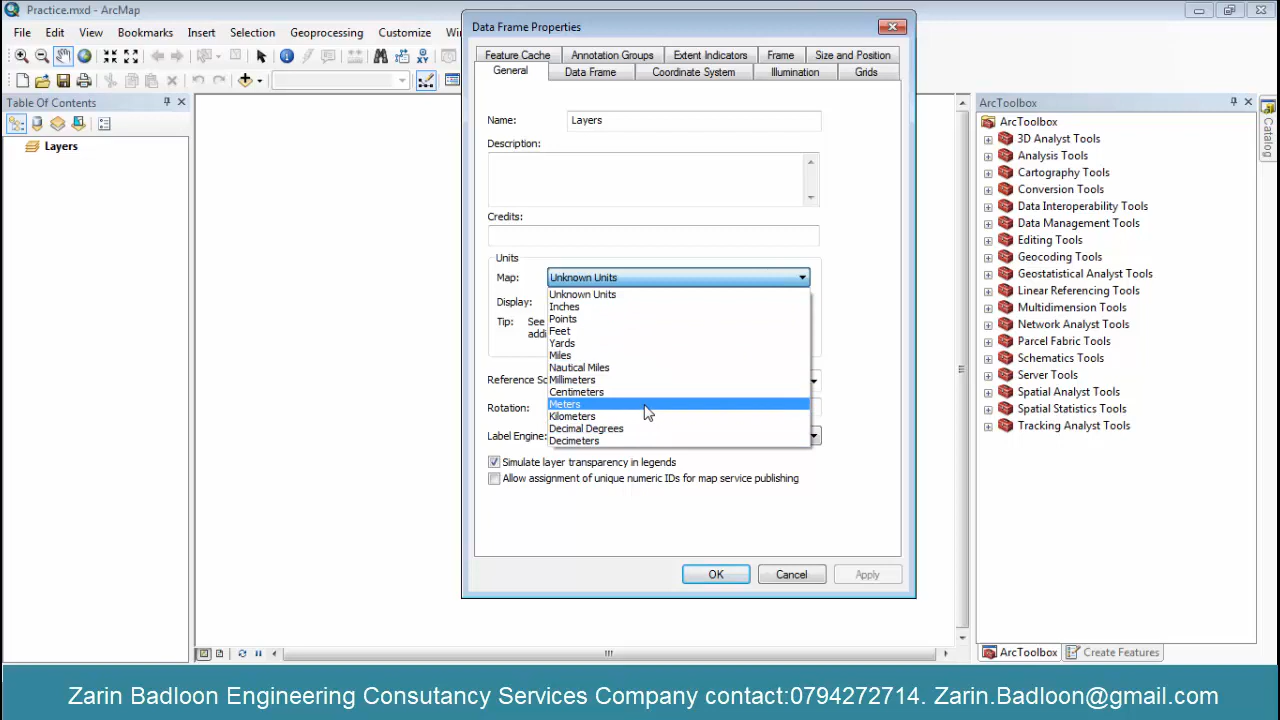 Practice.mxd - ArcMap
File Edit View Bookmarks Insert Selection Geoprocessing Customize Wi
Table Of Contents
Layers
Data Frame Properties
Feature Cache Annotation Groups Extent Indicators Frame Size and Position
General Data Frame Coordinate System Illumination Grids
Name: Layers
Description:
Credits:
Units
Map: Unknown Units
Display:
Tip: See
addi
Unknown Units
Inches
Points
Feet
Yards
Miles
Nautical Miles
Millimeters
Centimeters
Meters
Kilometers
Decimal Degrees
Decimeters
Reference Sc
Rotation:
Label Engine:
Simulate layer transparency in legends
Allow assignment of unique numeric IDs for map service publishing
OK Cancel Apply
ArcToolbox
ArcToolbox
3D Analyst Tools
Analysis Tools
Cartography Tools
Conversion Tools
Data Interoperability Tools
Data Management Tools
Editing Tools
Geocoding Tools
Geostatistical Analyst Tools
Linear Referencing Tools
Multidimension Tools
Network Analyst Tools
Parcel Fabric Tools
Schematics Tools
Server Tools
Spatial Analyst Tools
Spatial Statistics Tools
Tracking Analyst Tools
ArcToolbox Create Features
Catalog
Zarin Badloon Engineering Consutancy Services Company contact:0794272714. Zarin.Badloon@gmail.com